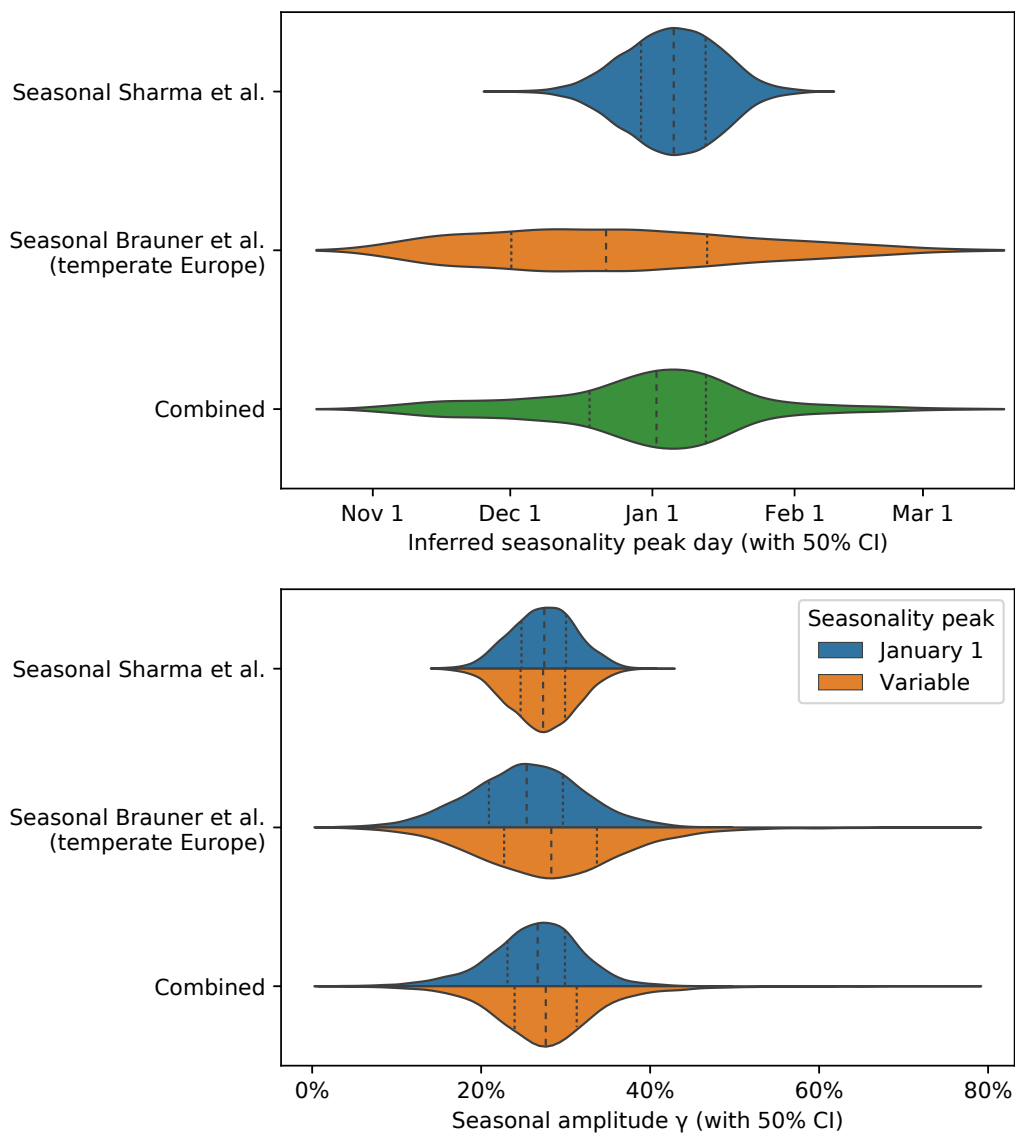 Seasonal Sharma et al.
Seasonal Brauner et al.
(temperate Europe)
Combined
Nov 1 Dec 1 Jan 1 Feb 1 Mar 1
Inferred seasonality peak day (with 50% CI)
Seasonality peak
January 1
Variable
Seasonal Sharma et al.
Seasonal Brauner et al.
(temperate Europe)
Combined
0% 20% 40% 60% 80%
Seasonal amplitude γ (with 50% CI)